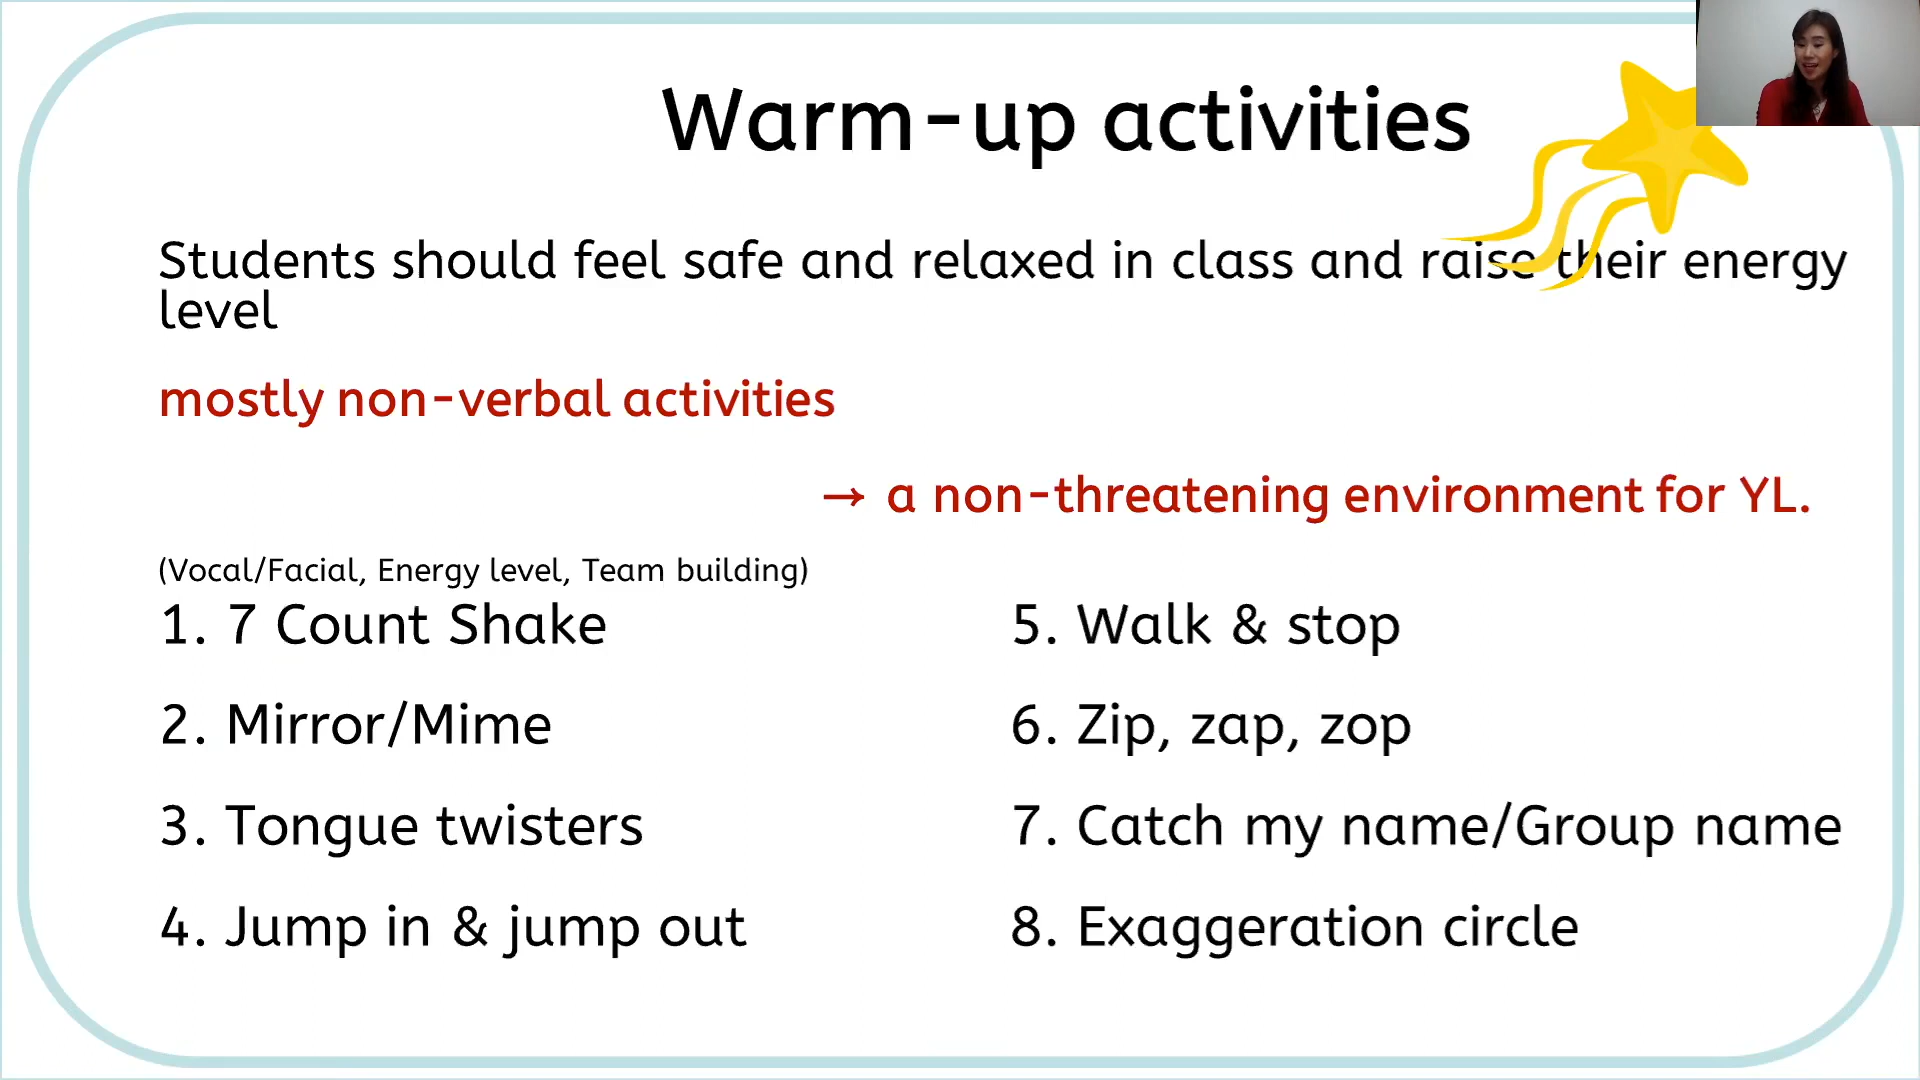 Warm-up activities
Students should feel safe and relaxed in class and raise their energy
level
mostly non-verbal activities
→ a non-threatening environment for YL.
(Vocal/Facial, Energy level, Team building)
1. 7 Count Shake
2. Mirror/Mime
3. Tongue twisters
4. Jump in & jump out
5. Walk & stop
6. Zip, zap, zop
7. Catch my name/Group name
8. Exaggeration circle